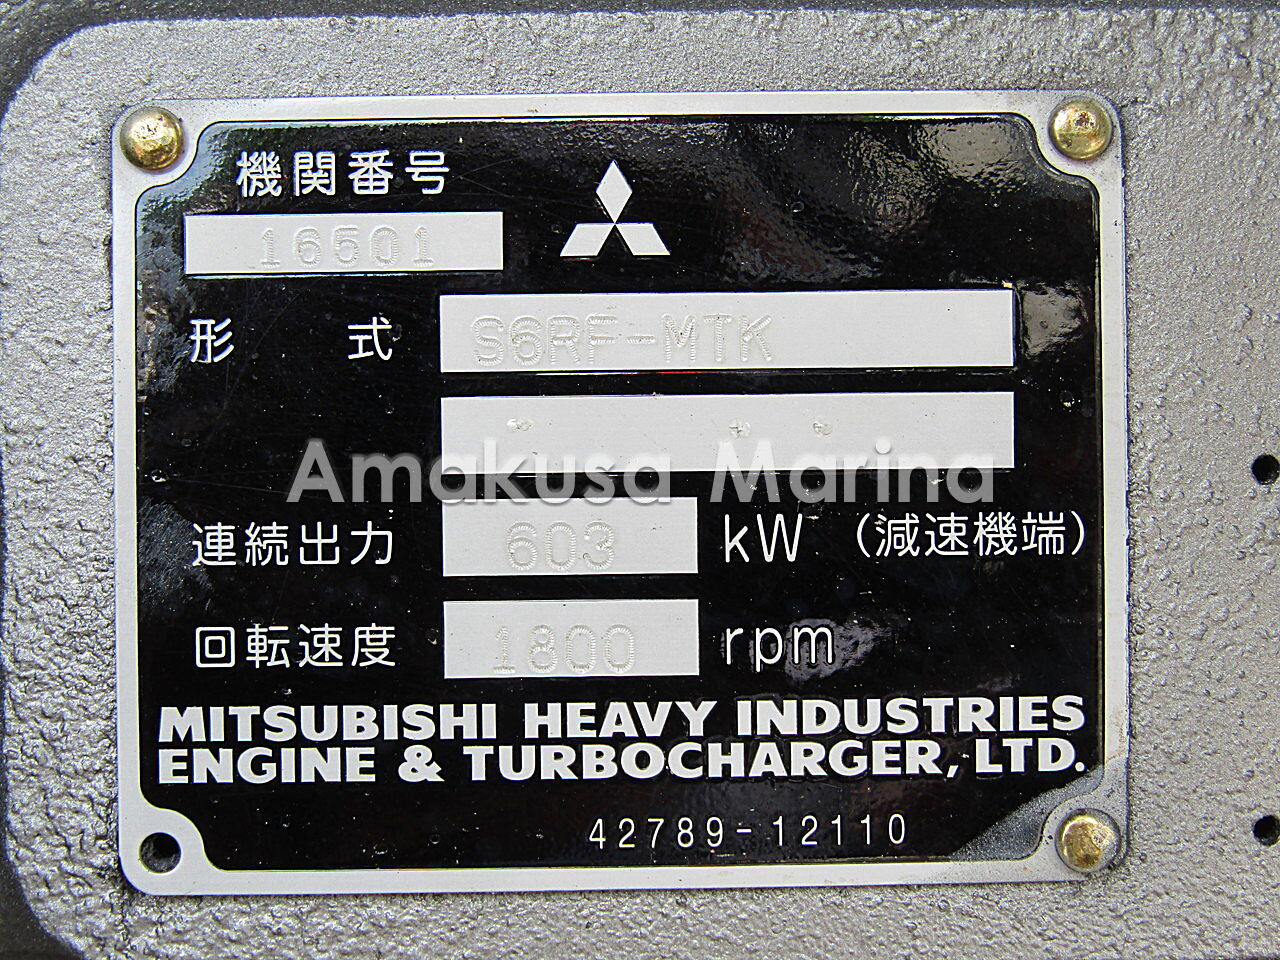 機関番号
16501
形 式 S6RF-MTK
Amakusa Marina
連続出力 603 kW (減速機端)
回転速度 1800 rpm
MITSUBISHI HEAVY INDUSTRIES
ENGINE & TURBOCHARGER, LTD.
42789-12110